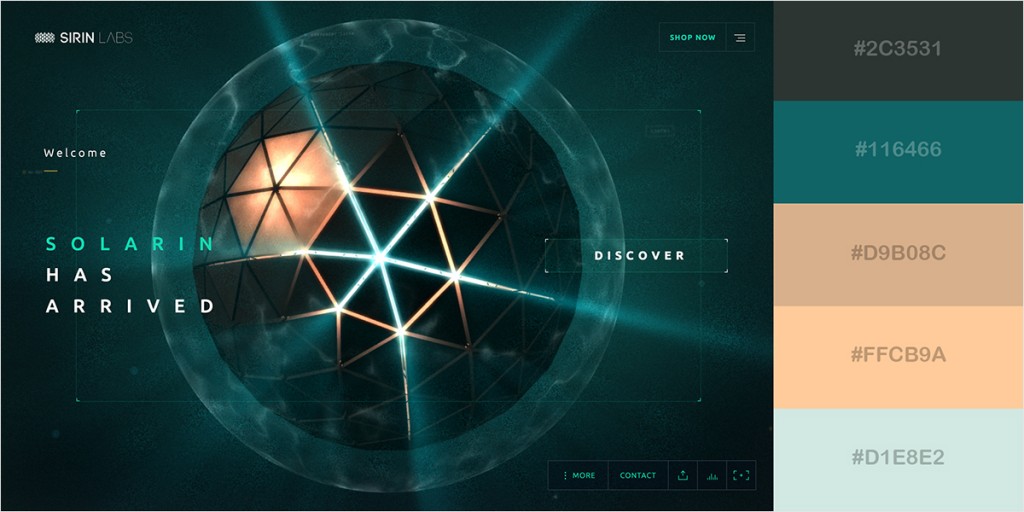 SIRIN LABS
SHOP NOW
Welcome
SOLARIN
HAS
ARRIVED
DISCOVER
MORE
CONTACT
#2C3531
#116466
#D9B08C
#FFCB9A
#D1E8E2